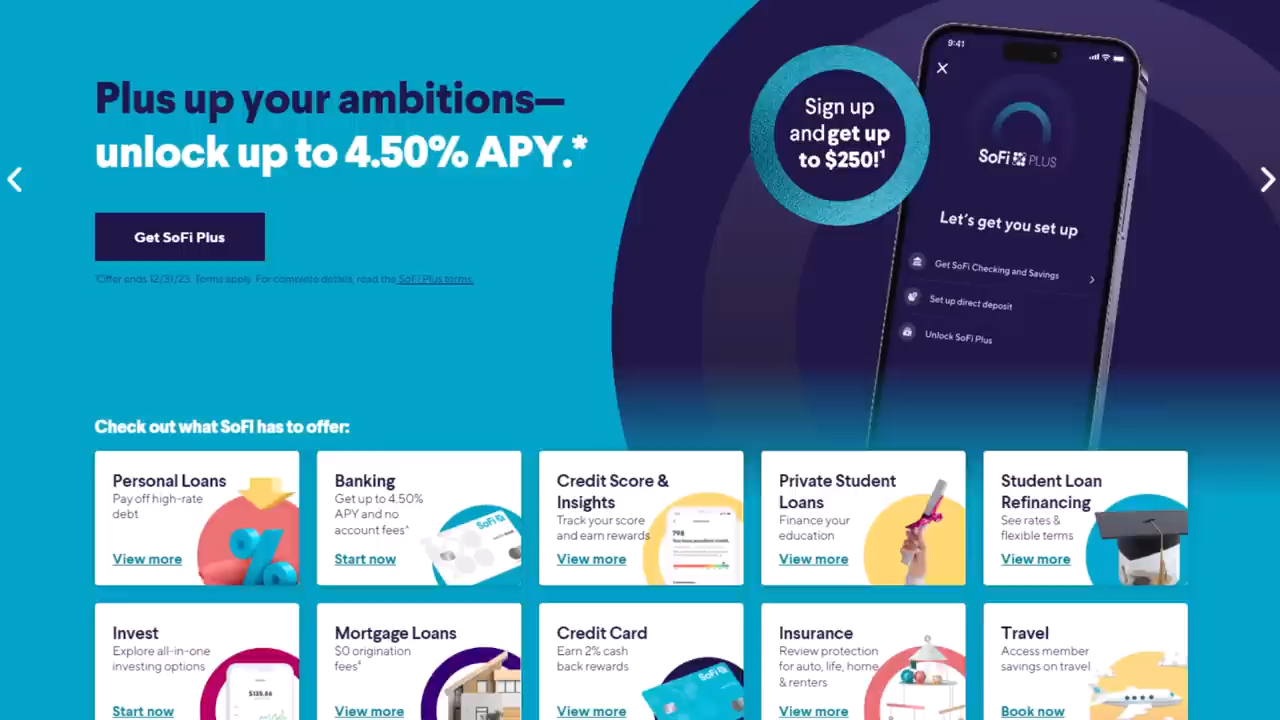 Plus up your ambitions—
unlock up to 4.50% APY.*
Get SoFi Plus
*Offer ends 12/31/23. Terms apply. For complete details, read the SoFi Plus terms.
Sign up
and get up
to $250!¹
9:41
SoFi PLUS
Let's get you set up
Get SoFi Checking and Savings
Set up direct deposit
Unlock SoFi Plus
Check out what SoFi has to offer:
Personal Loans
Pay off high-rate
debt
View more
Banking
Get up to 4.50%
APY and no
account fees*
Start now
SoFi
Credit Score &
Insights
Track your score
and earn rewards
View more
798
Private Student
Loans
Finance your
education
View more
Student Loan
Refinancing
See rates &
flexible terms
View more
Invest
Explore all-in-one
investing options
Start now
Mortgage Loans
$0 origination
fees⁴
View more
Credit Card
Earn 2% cash
back rewards
View more
SoFi
Insurance
Review protection
for auto, life, home
& renters
View more
Travel
Access member
savings on travel
Book now